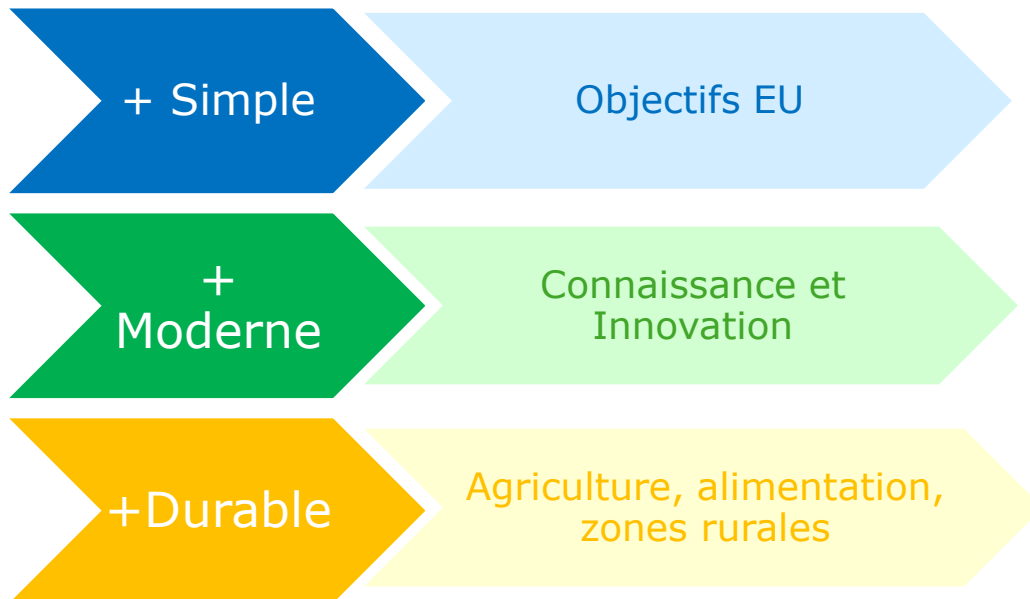 + Simple
Objectifs EU
+
Moderne
Connaissance et
Innovation
+Durable
Agriculture, alimentation,
zones rurales